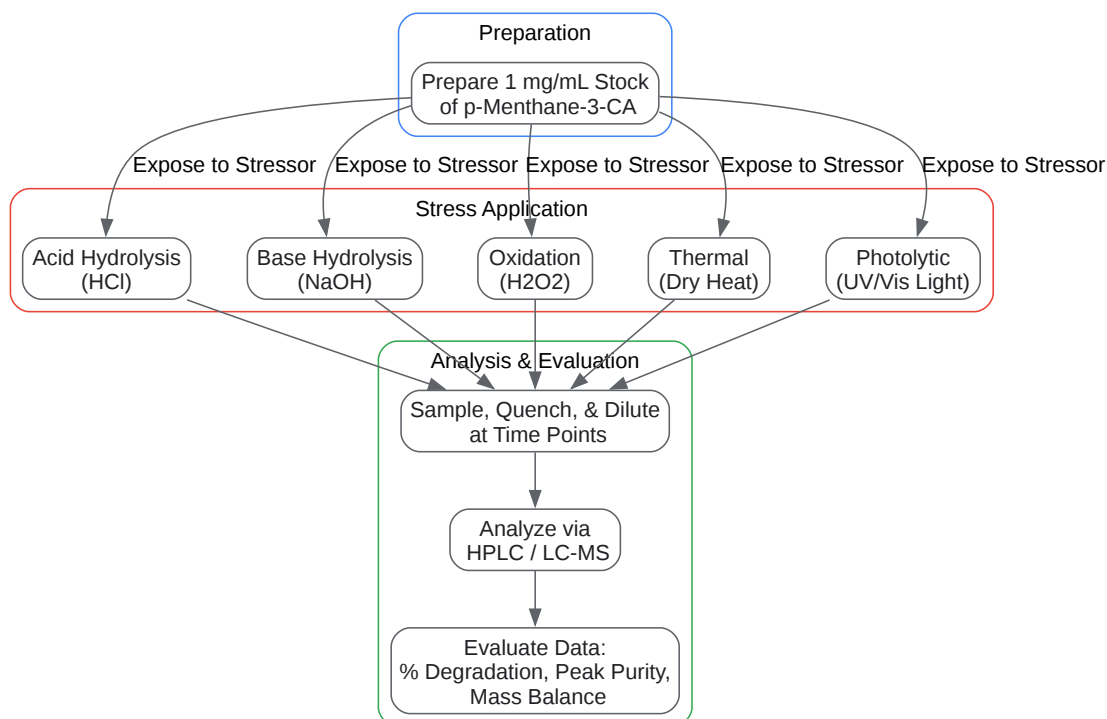 Preparation
Prepare 1 mg/mL Stock
of p-Menthane-3-CA
Expose to Stressor
Expose to Stressor
Expose to Stressor
Expose to Stressor
Expose to Stressor
Stress Application
Acid Hydrolysis
(HCl)
Base Hydrolysis
(NaOH)
Oxidation
(H2O2)
Thermal
(Dry Heat)
Photolytic
(UV/Vis Light)
Analysis & Evaluation
Sample, Quench, & Dilute
at Time Points
Analyze via
HPLC / LC-MS
Evaluate Data:
% Degradation, Peak Purity,
Mass Balance